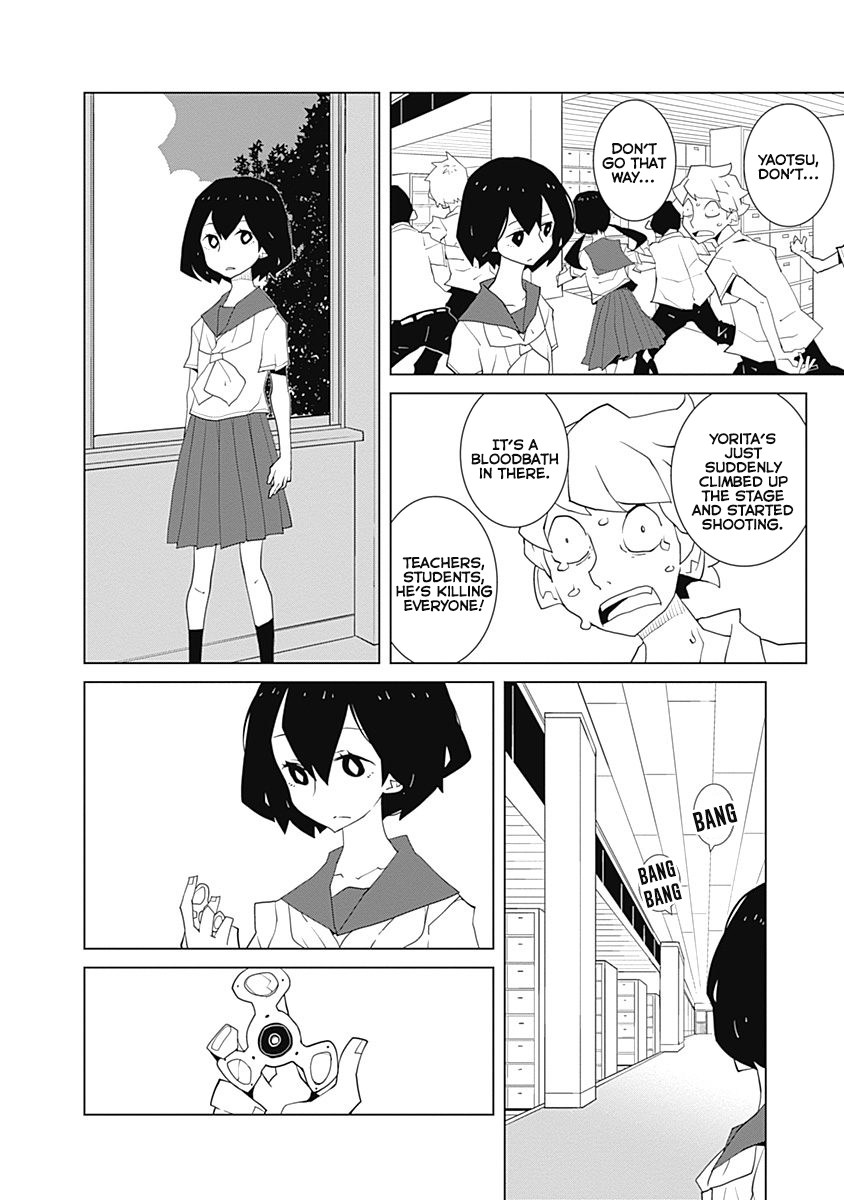 YAOTSU,
DON'T...
DON'T
GO THAT
WAY...
YORITA'S
JUST
SUDDENLY
CLIMBED UP
THE STAGE
AND STARTED
SHOOTING.
IT'S A
BLOODBATH
IN THERE.
TEACHERS,
STUDENTS,
HE'S KILLING
EVERYONE!
BANG
BANG
BANG